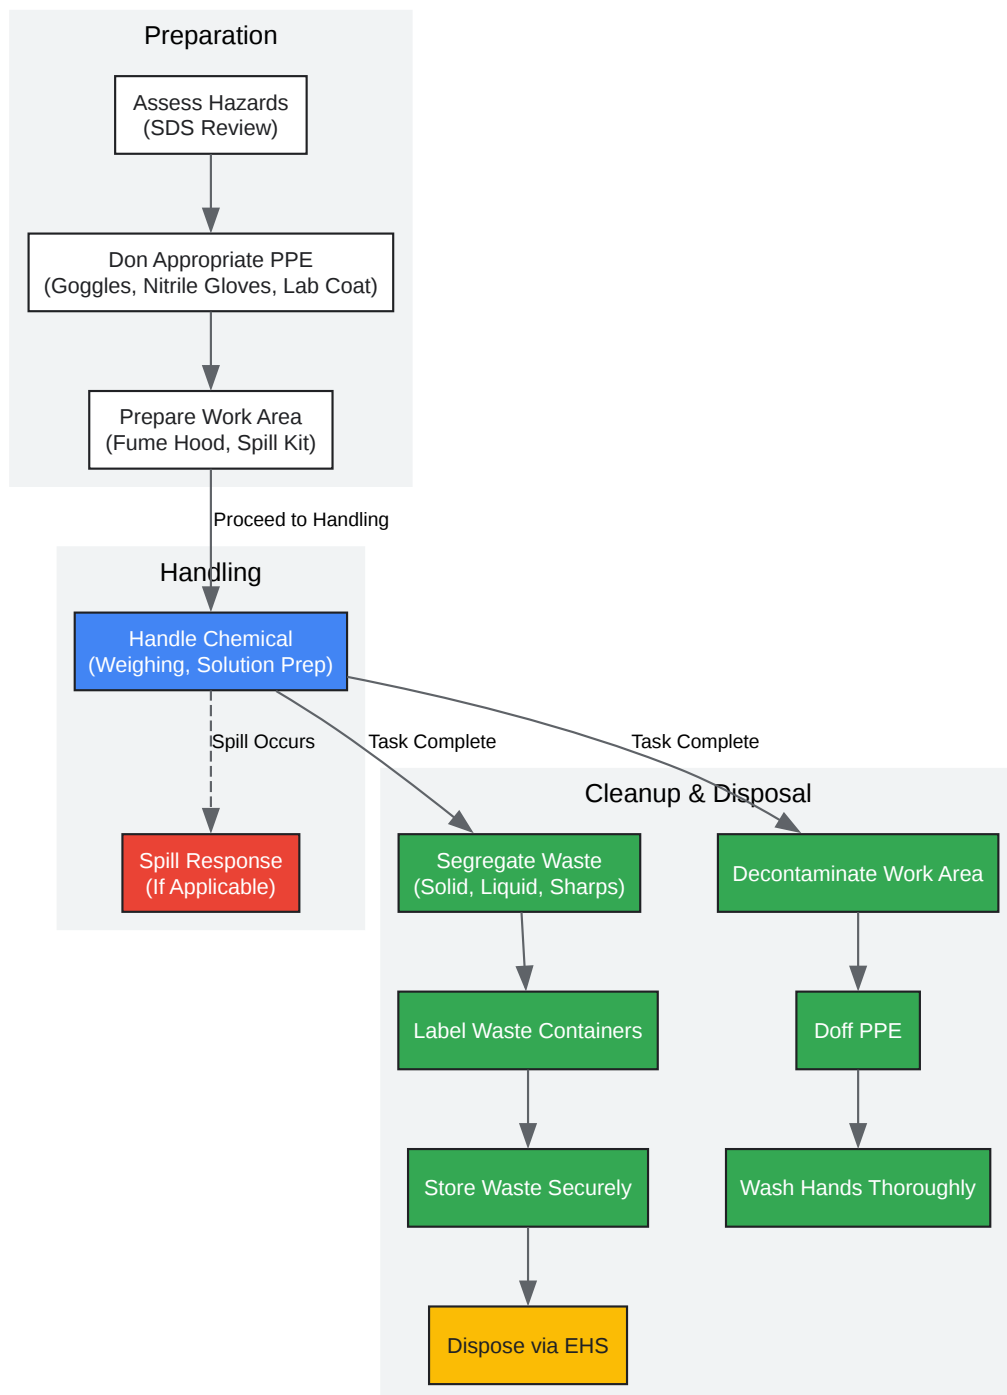 Preparation
Assess Hazards
(SDS Review)
Don Appropriate PPE
(Goggles, Nitrile Gloves, Lab Coat)
Prepare Work Area
(Fume Hood, Spill Kit)
Proceed to Handling
Handling
Handle Chemical
(Weighing, Solution Prep)
Spill Occurs
Task Complete
Task Complete
Spill Response
(If Applicable)
Cleanup & Disposal
Segregate Waste
(Solid, Liquid, Sharps)
Decontaminate Work Area
Label Waste Containers
Doff PPE
Store Waste Securely
Wash Hands Thoroughly
Dispose via EHS